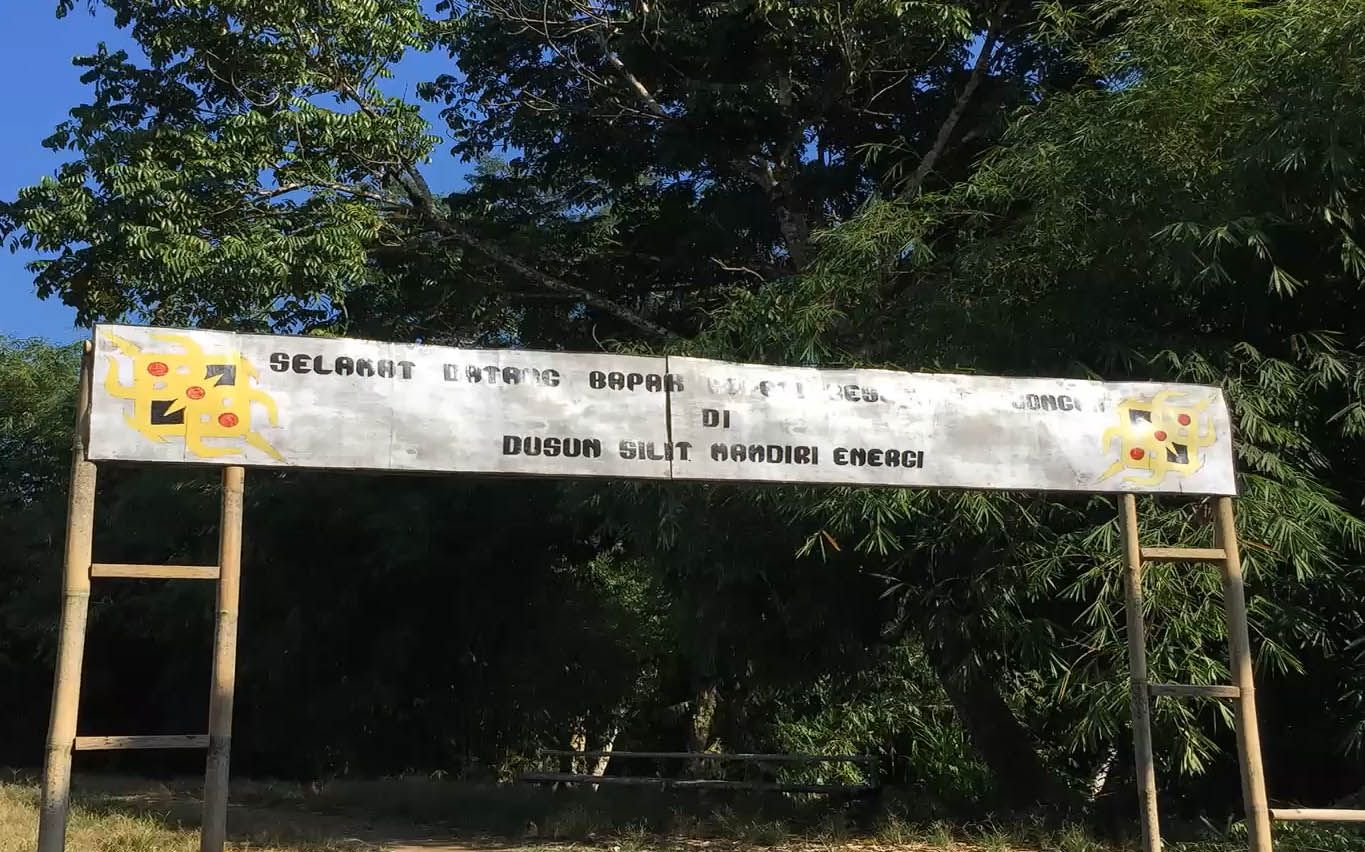 SELAMAT DATANG BAPAK
DI
DUSUN SILIT MANDIRI ENERGI